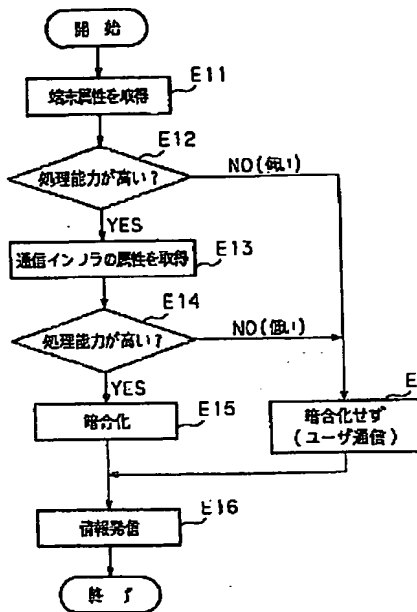 開始
E11
端末属性を取得
E12
処理能力が高い?
NO(低い)
YES
E13
通信インフラの属性を取得
E14
処理能力が高い?
NO(低い)
YES
E15
暗合化
E
暗合化せず
(ユーザ通信)
E16
情報発信
終了